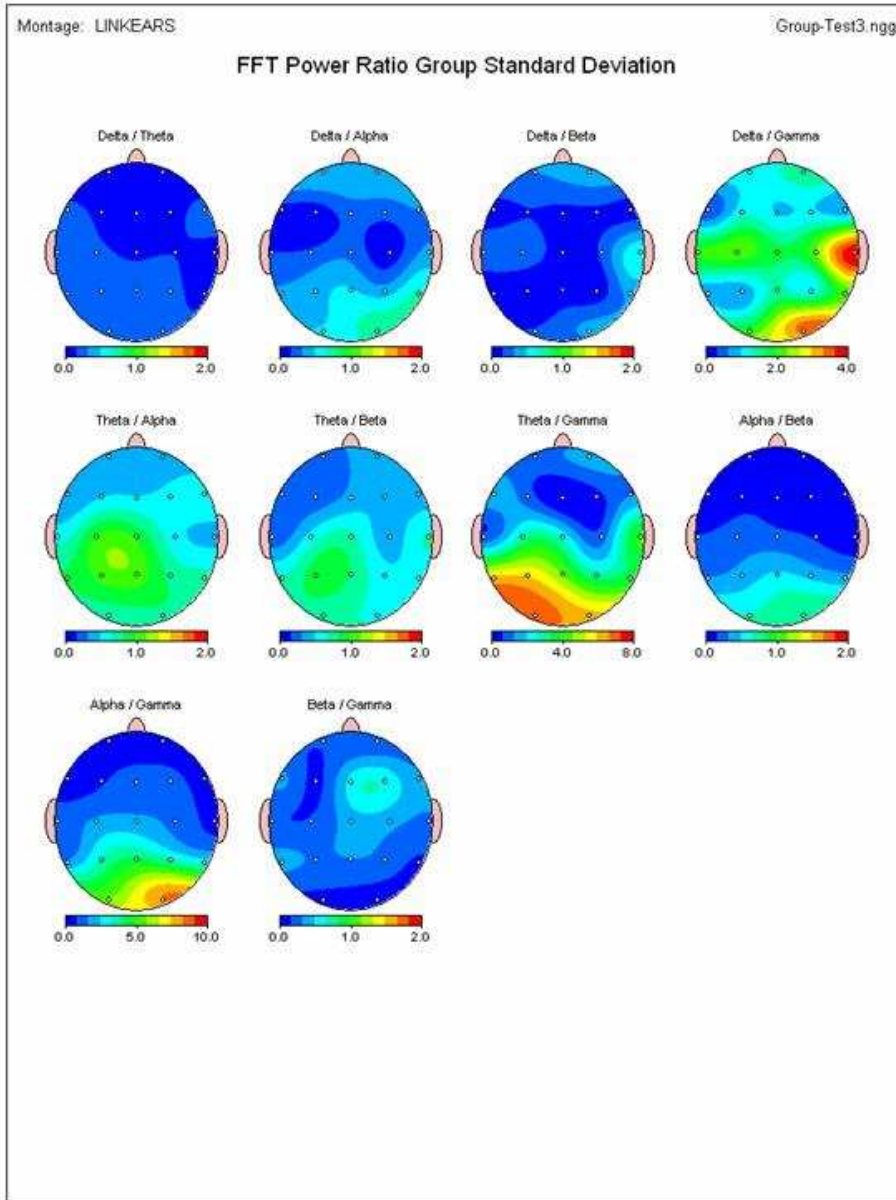 Montage: LINKEARS Group-Test3.ngg
FFT Power Ratio Group Standard Deviation
Delta / Theta Delta / Alpha Delta / Beta Delta / Gamma
0.0 1.0 2.0 0.0 1.0 2.0 0.0 1.0 2.0 0.0 2.0 4.0
Theta / Alpha Theta / Beta Theta / Gamma Alpha / Beta
0.0 1.0 2.0 0.0 1.0 2.0 0.0 4.0 8.0 0.0 1.0 2.0
Alpha / Gamma Beta / Gamma
0.0 5.0 10.0 0.0 1.0 2.0